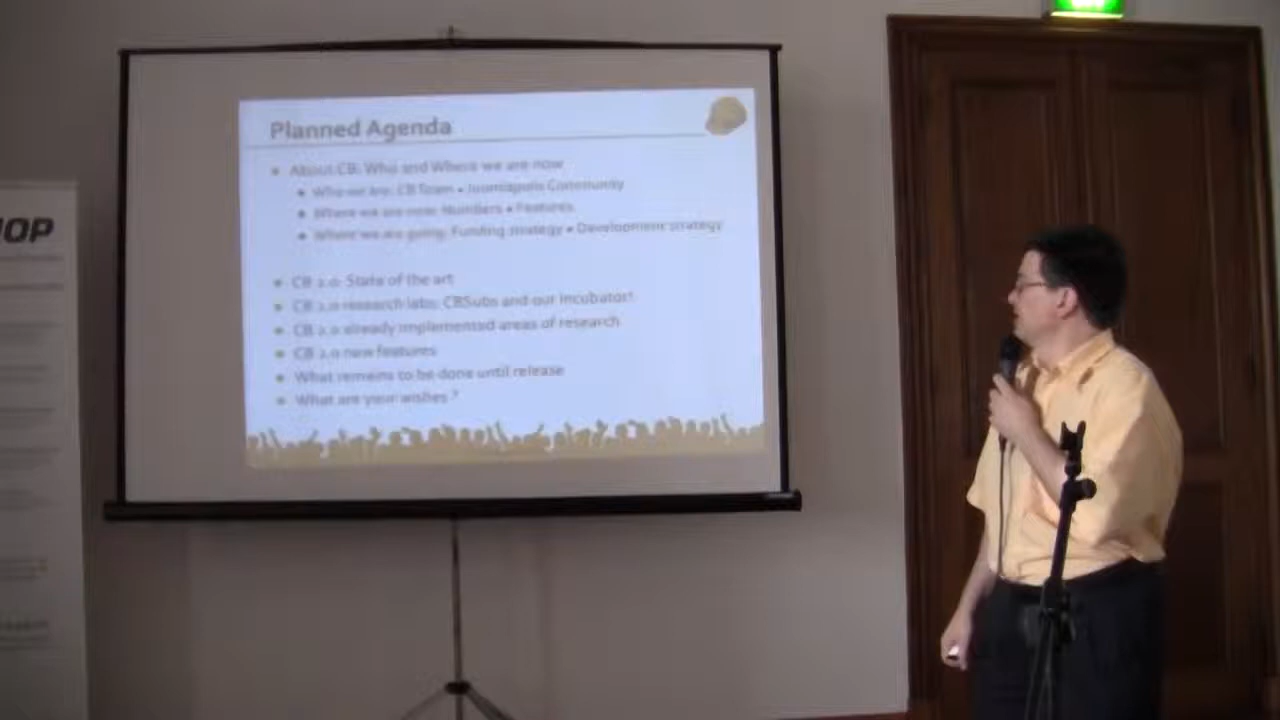 Planned Agenda
About CB: Who and Where we are now
Who we are: CB Team • Joomlapolis Community
Where we are now: Numbers • Features
Where we are going: Funding strategy • Development strategy
CB 2.0: State of the art
CB 2.0 research labs: CBSubs and our incubator!
CB 2.0 already implemented areas of research
CB 2.0 new features
What remains to be done until release
What are your wishes ?
HOP